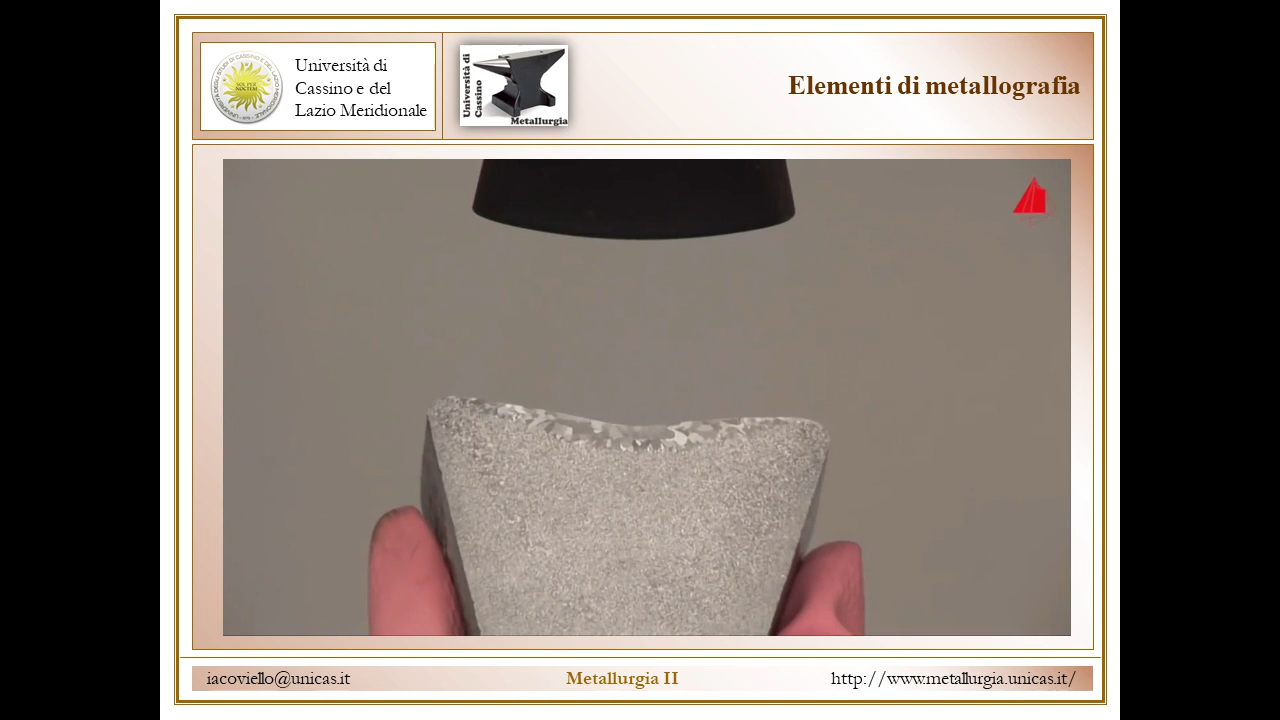 Università di
Cassino e del
Lazio Meridionale
Università di
Cassino
Metallurgia
Elementi di metallografia
iacoviello@unicas.it
Metallurgia II
http://www.metallurgia.unicas.it/